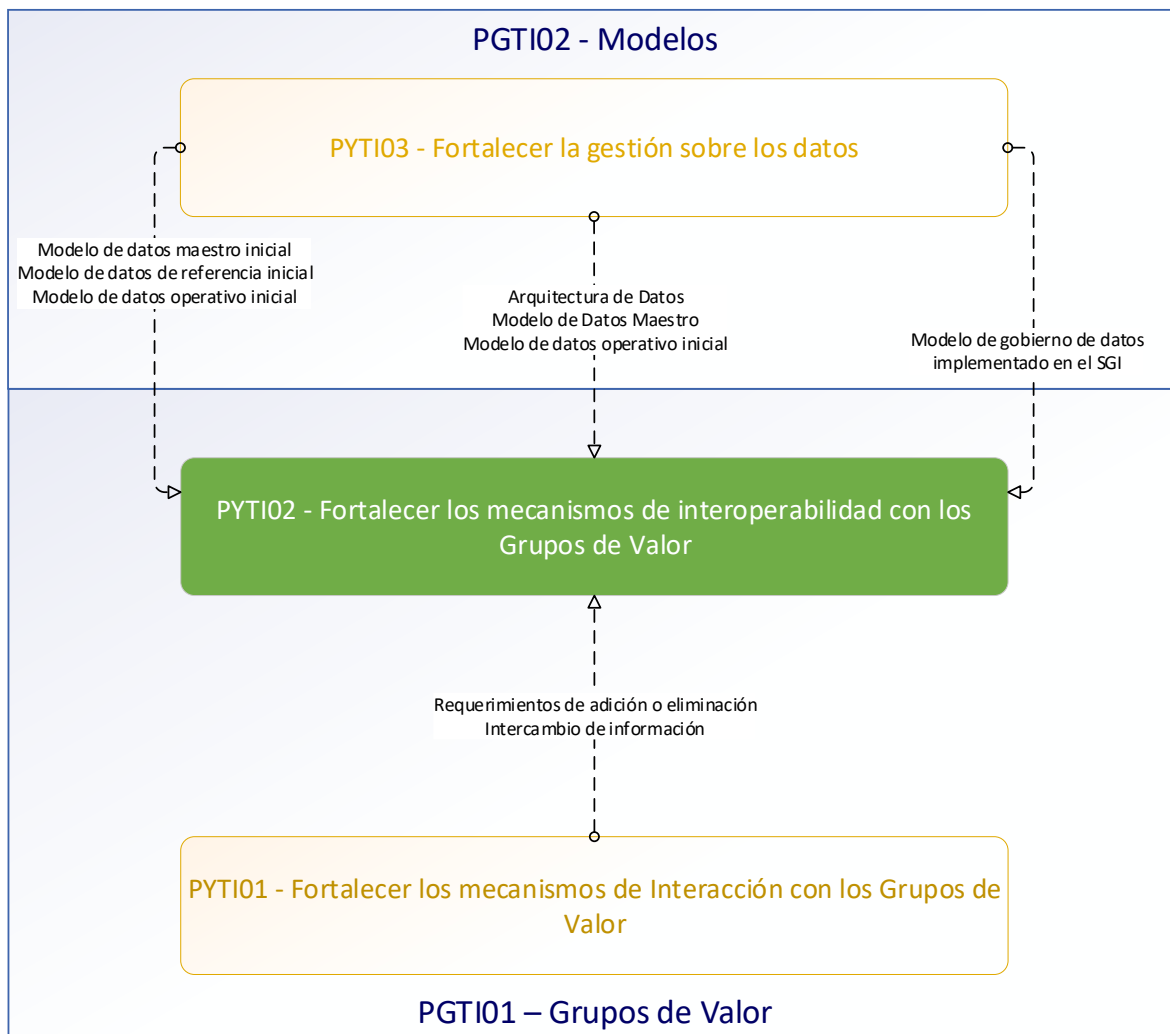 PGTI02 - Modelos
PYTI03 - Fortalecer la gestión sobre los datos
Modelo de datos maestro inicial
Modelo de datos de referencia inicial
Modelo de datos operativo inicial
Arquitectura de Datos
Modelo de Datos Maestro
Modelo de datos operativo inicial
Modelo de gobierno de datos
implementado en el SGI
PYTI02 - Fortalecer los mecanismos de interoperabilidad con los
Grupos de Valor
Requerimientos de adición o eliminación
Intercambio de información
PYTI01 - Fortalecer los mecanismos de Interacción con los Grupos de
Valor
PGTI01 – Grupos de Valor